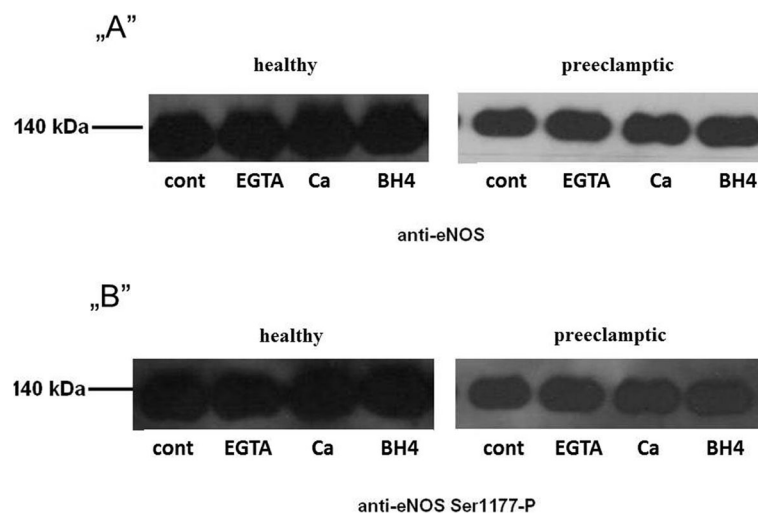 „A”
healthy preeclamptic
140 kDa
cont EGTA Ca BH4 cont EGTA Ca BH4
anti-eNOS
„B”
healthy preeclamptic
140 kDa
cont EGTA Ca BH4 cont EGTA Ca BH4
anti-eNOS Ser1177-P